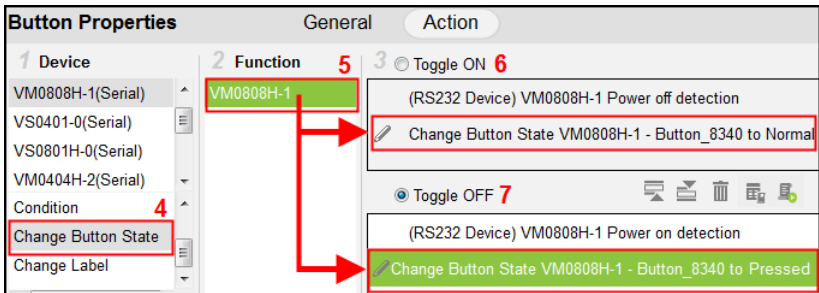 Button Properties General Action
1 Device
VM0808H-1(Serial)
VS0401-0(Serial)
VS0801H-0(Serial)
VM0404H-2(Serial)
Condition 4
Change Button State
Change Label
2 Function 5
VM0808H-1
3 Toggle ON 6
(RS232 Device) VM0808H-1 Power off detection
Change Button State VM0808H-1 - Button_8340 to Normal
Toggle OFF 7
(RS232 Device) VM0808H-1 Power on detection
Change Button State VM0808H-1 - Button_8340 to Pressed